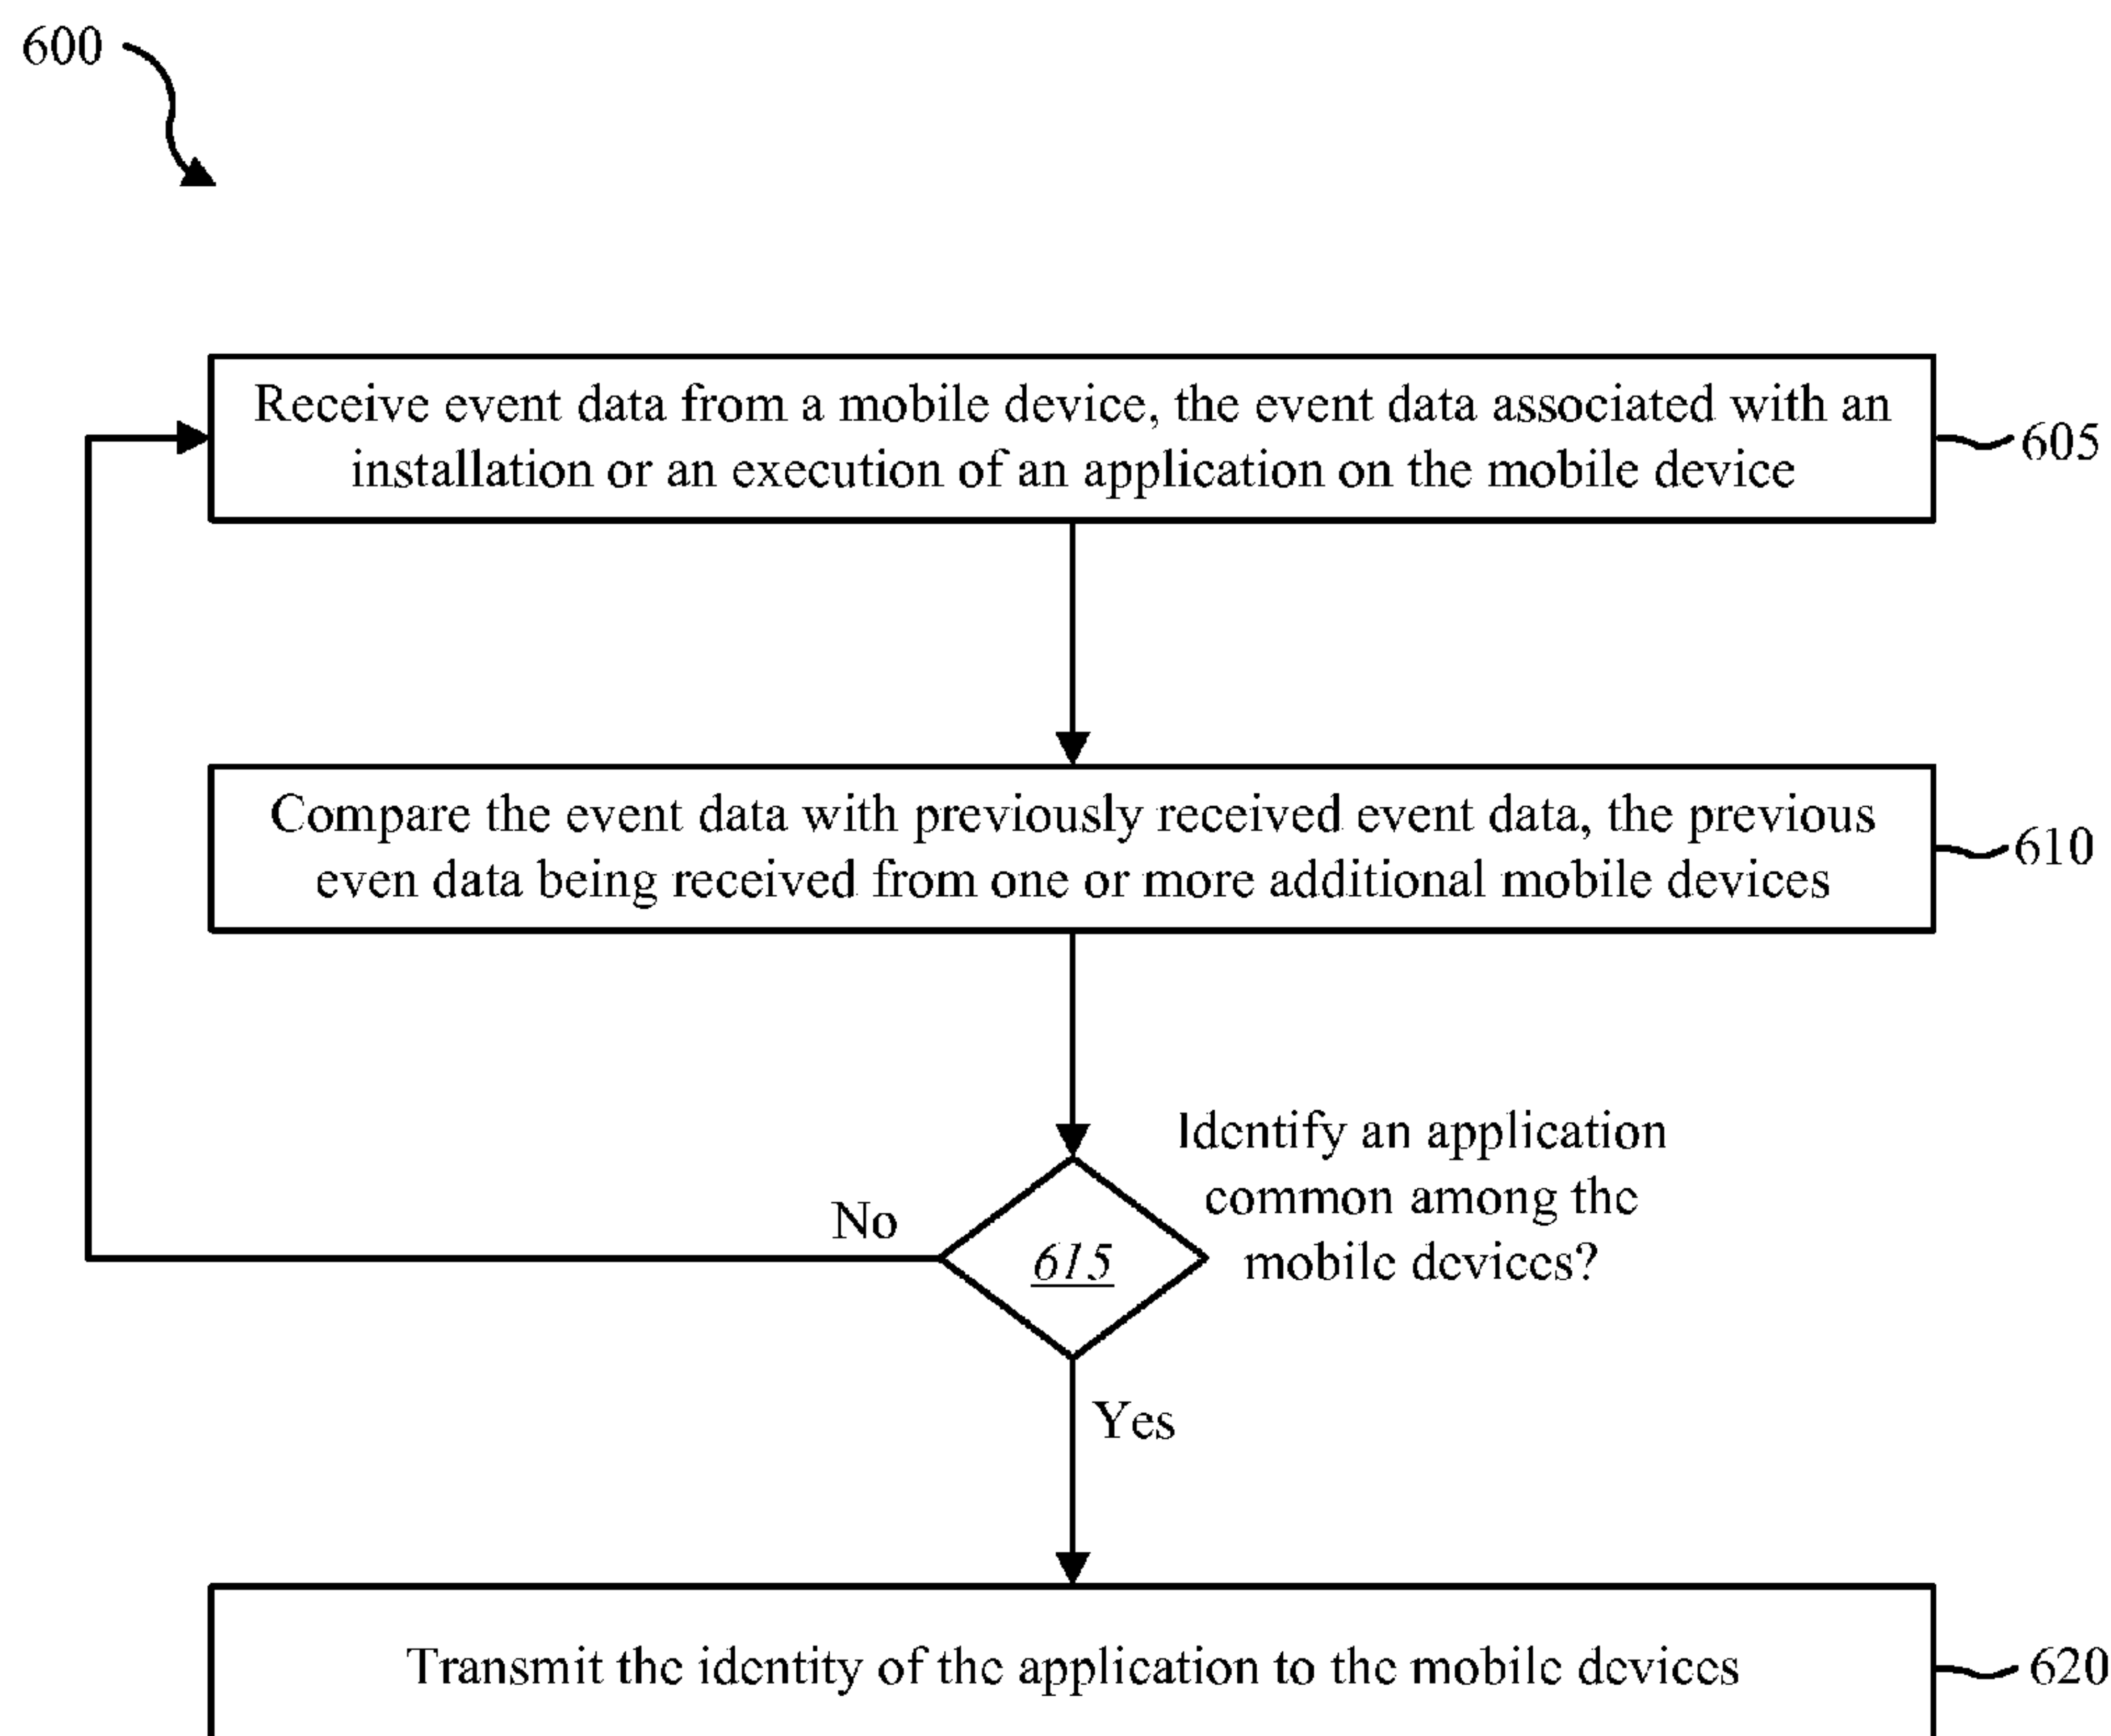 600
Receive event data from a mobile device, the event data associated with an
installation or an execution of an application on the mobile device
605
Compare the event data with previously received event data, the previous
even data being received from one or more additional mobile devices
610
Identify an application
common among the
mobile devices?
No
615
Yes
Transmit the identity of the application to the mobile devices
620